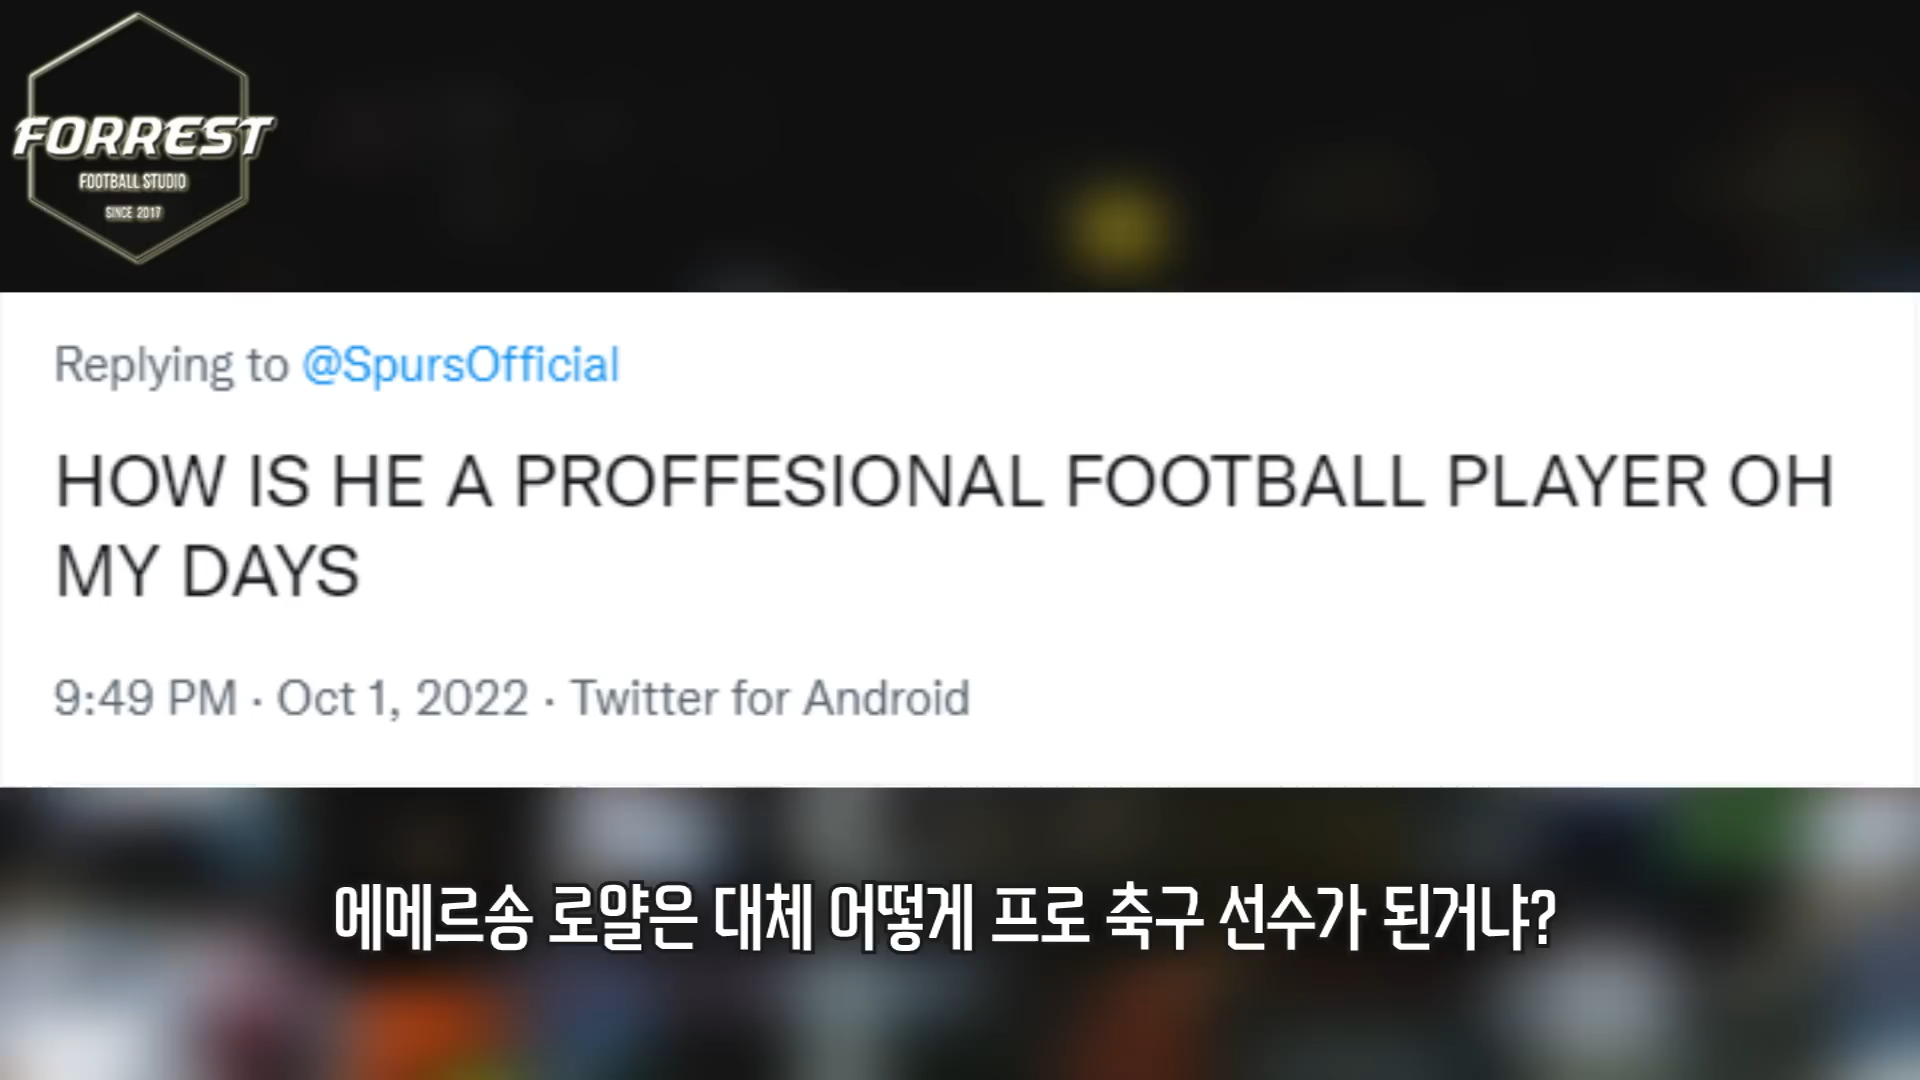 FORREST
FOOTBALL STUDIO
SINCE 2017
Replying to @SpursOfficial
HOW IS HE A PROFFESIONAL FOOTBALL PLAYER OH
MY DAYS
9:49 PM · Oct 1, 2022 · Twitter for Android
에메르송 로얄은 대체 어떻게 프로 축구 선수가 된거냐?